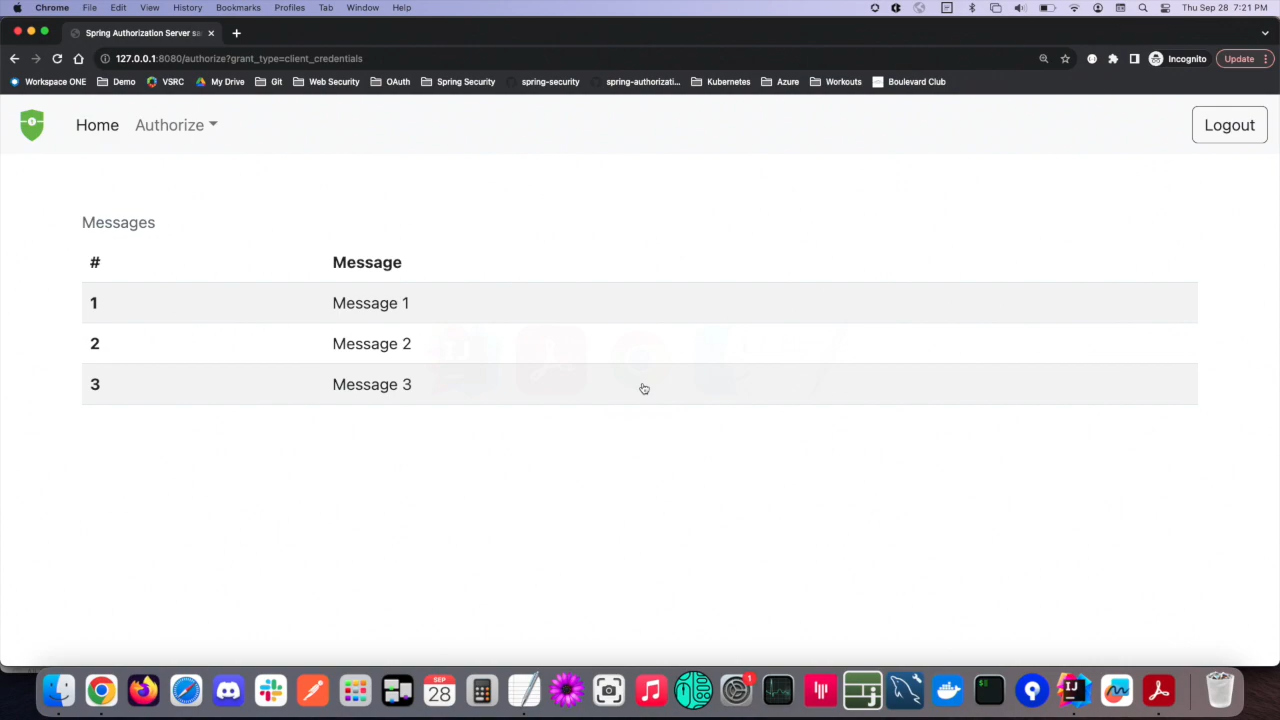 Chrome File Edit View History Bookmarks Profiles Tab Window Help Thu Sep 28 7:21 PM
Spring Authorization Server sa
127.0.0.1:8080/authorize?grant_type=client_credentials Incognito Update
Workspace ONE Demo VSRC My Drive Git Web Security OAuth Spring Security spring-security spring-authorizati... Kubernetes Azure Workouts Boulevard Club
Home Authorize Logout
Messages
# Message
1 Message 1
2 Message 2
3 Message 3
SEP
28
1